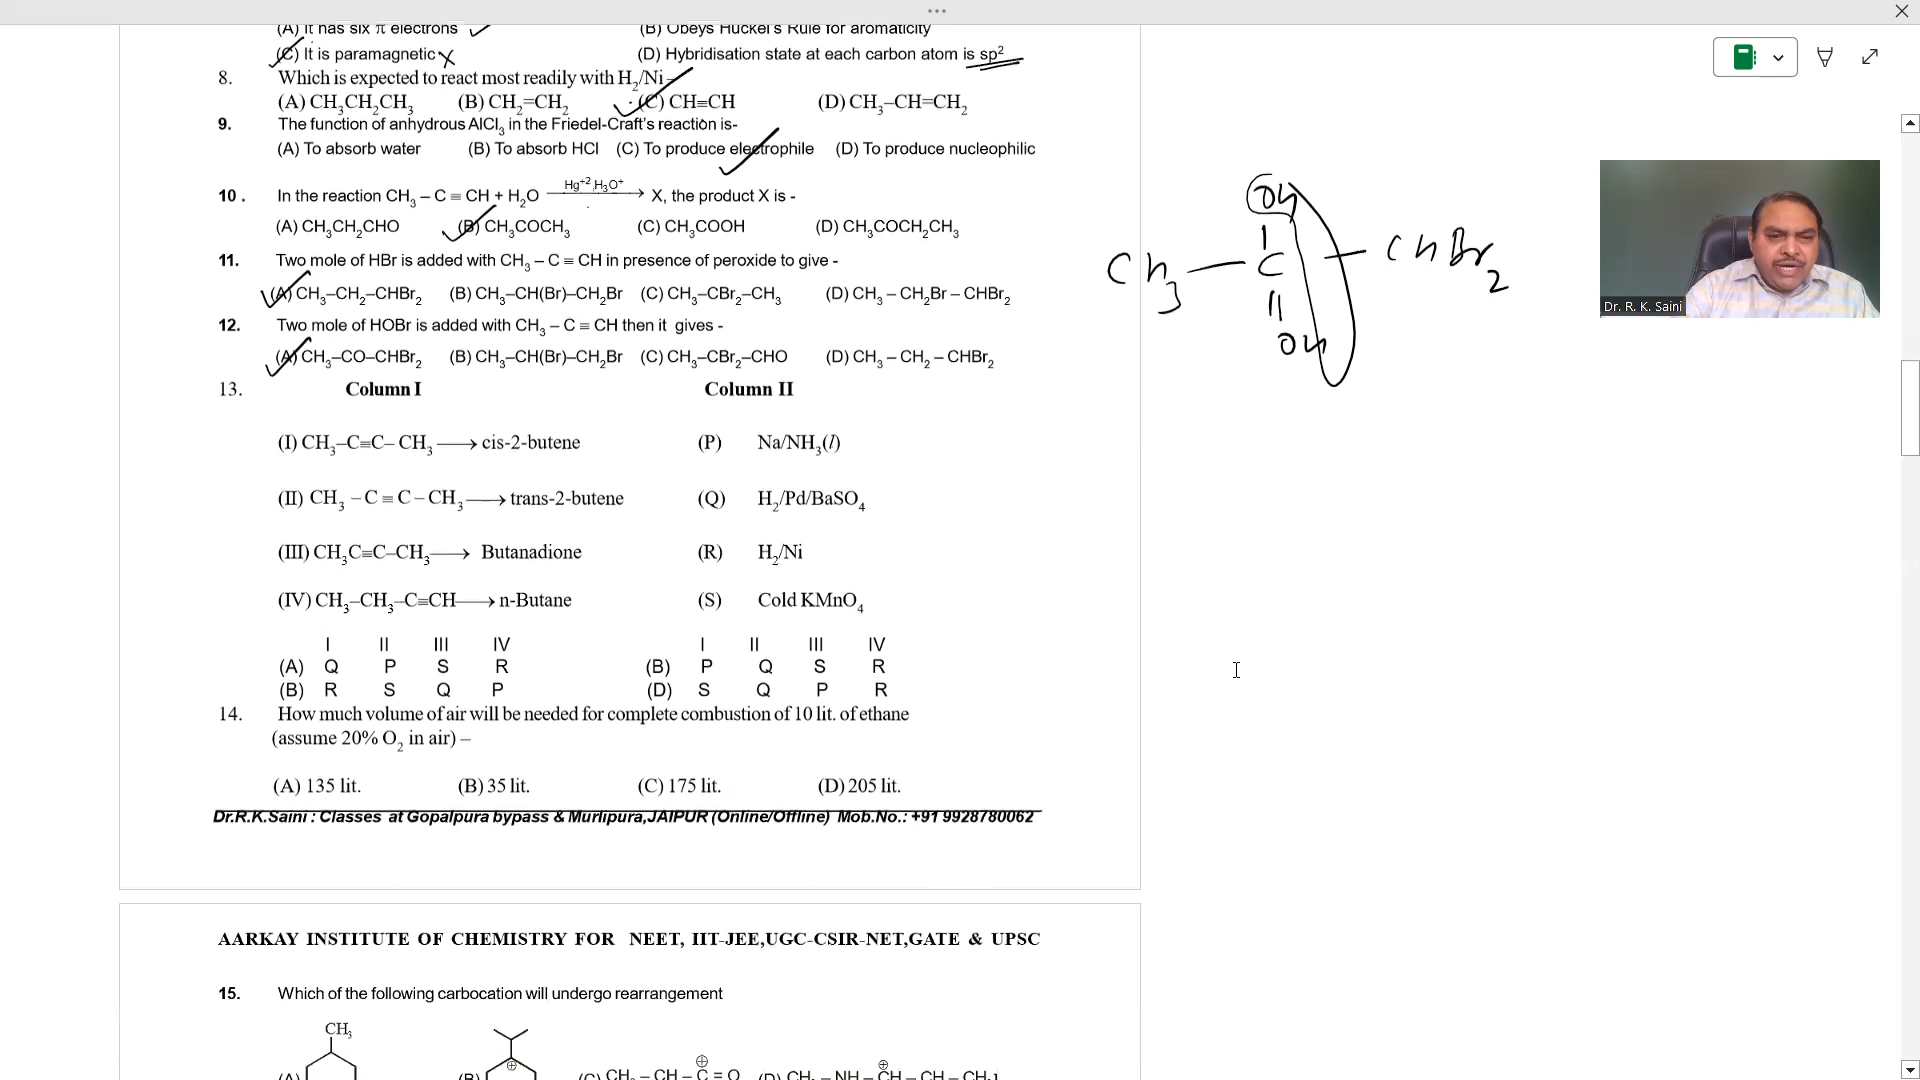 (A) It has six π electrons (B) Obeys Huckel's Rule for aromaticity
(C) It is paramagnetic (D) Hybridisation state at each carbon atom is sp²
8. Which is expected to react most readily with H₂/Ni –
(A) CH₃CH₂CH₃ (B) CH₂=CH₂ (C) CH≡CH (D) CH₃–CH=CH₂
9. The function of anhydrous AlCl₃ in the Friedel-Craft's reaction is-
(A) To absorb water (B) To absorb HCl (C) To produce electrophile (D) To produce nucleophilic
Hg⁺²,H₃O⁺
10 . In the reaction CH₃ – C ≡ CH + H₂O ⟶ X, the product X is -
(A) CH₃CH₂CHO (B) CH₃COCH₃ (C) CH₃COOH (D) CH₃COCH₂CH₃
11. Two mole of HBr is added with CH₃ – C ≡ CH in presence of peroxide to give -
(A) CH₃–CH₂–CHBr₂ (B) CH₃–CH(Br)–CH₂Br (C) CH₃–CBr₂–CH₃ (D) CH₃ – CH₂Br – CHBr₂
12. Two mole of HOBr is added with CH₃ – C ≡ CH then it gives -
(A) CH₃–CO–CHBr₂ (B) CH₃–CH(Br)–CH₂Br (C) CH₃–CBr₂–CHO (D) CH₃ – CH₂ – CHBr₂
13. Column I Column II
(I) CH₃–C≡C– CH₃ ⟶ cis-2-butene (P) Na/NH₃(l)
(II) CH₃ – C ≡ C – CH₃ ⟶ trans-2-butene (Q) H₂/Pd/BaSO₄
(III) CH₃C≡C–CH₃ ⟶ Butanadione (R) H₂/Ni
(IV) CH₃–CH₃–C≡CH ⟶ n-Butane (S) Cold KMnO₄
I II III IV I II III IV
(A) Q P S R (B) P Q S R
(B) R S Q P (D) S Q P R
14. How much volume of air will be needed for complete combustion of 10 lit. of ethane
(assume 20% O₂ in air) –
(A) 135 lit. (B) 35 lit. (C) 175 lit. (D) 205 lit.
Dr.R.K.Saini : Classes at Gopalpura bypass & Murlipura,JAIPUR (Online/Offline) Mob.No.: +91 9928780062
AARKAY INSTITUTE OF CHEMISTRY FOR NEET, IIT-JEE,UGC-CSIR-NET,GATE & UPSC
15. Which of the following carbocation will undergo rearrangement
CH₃
⊕
(A) (B) (C) CH₃ – CH – C = O (D) CH₃ – NH – CH – CH – CH₃
OH
CH₃ — C — CHBr₂
OH
Dr. R. K. Saini